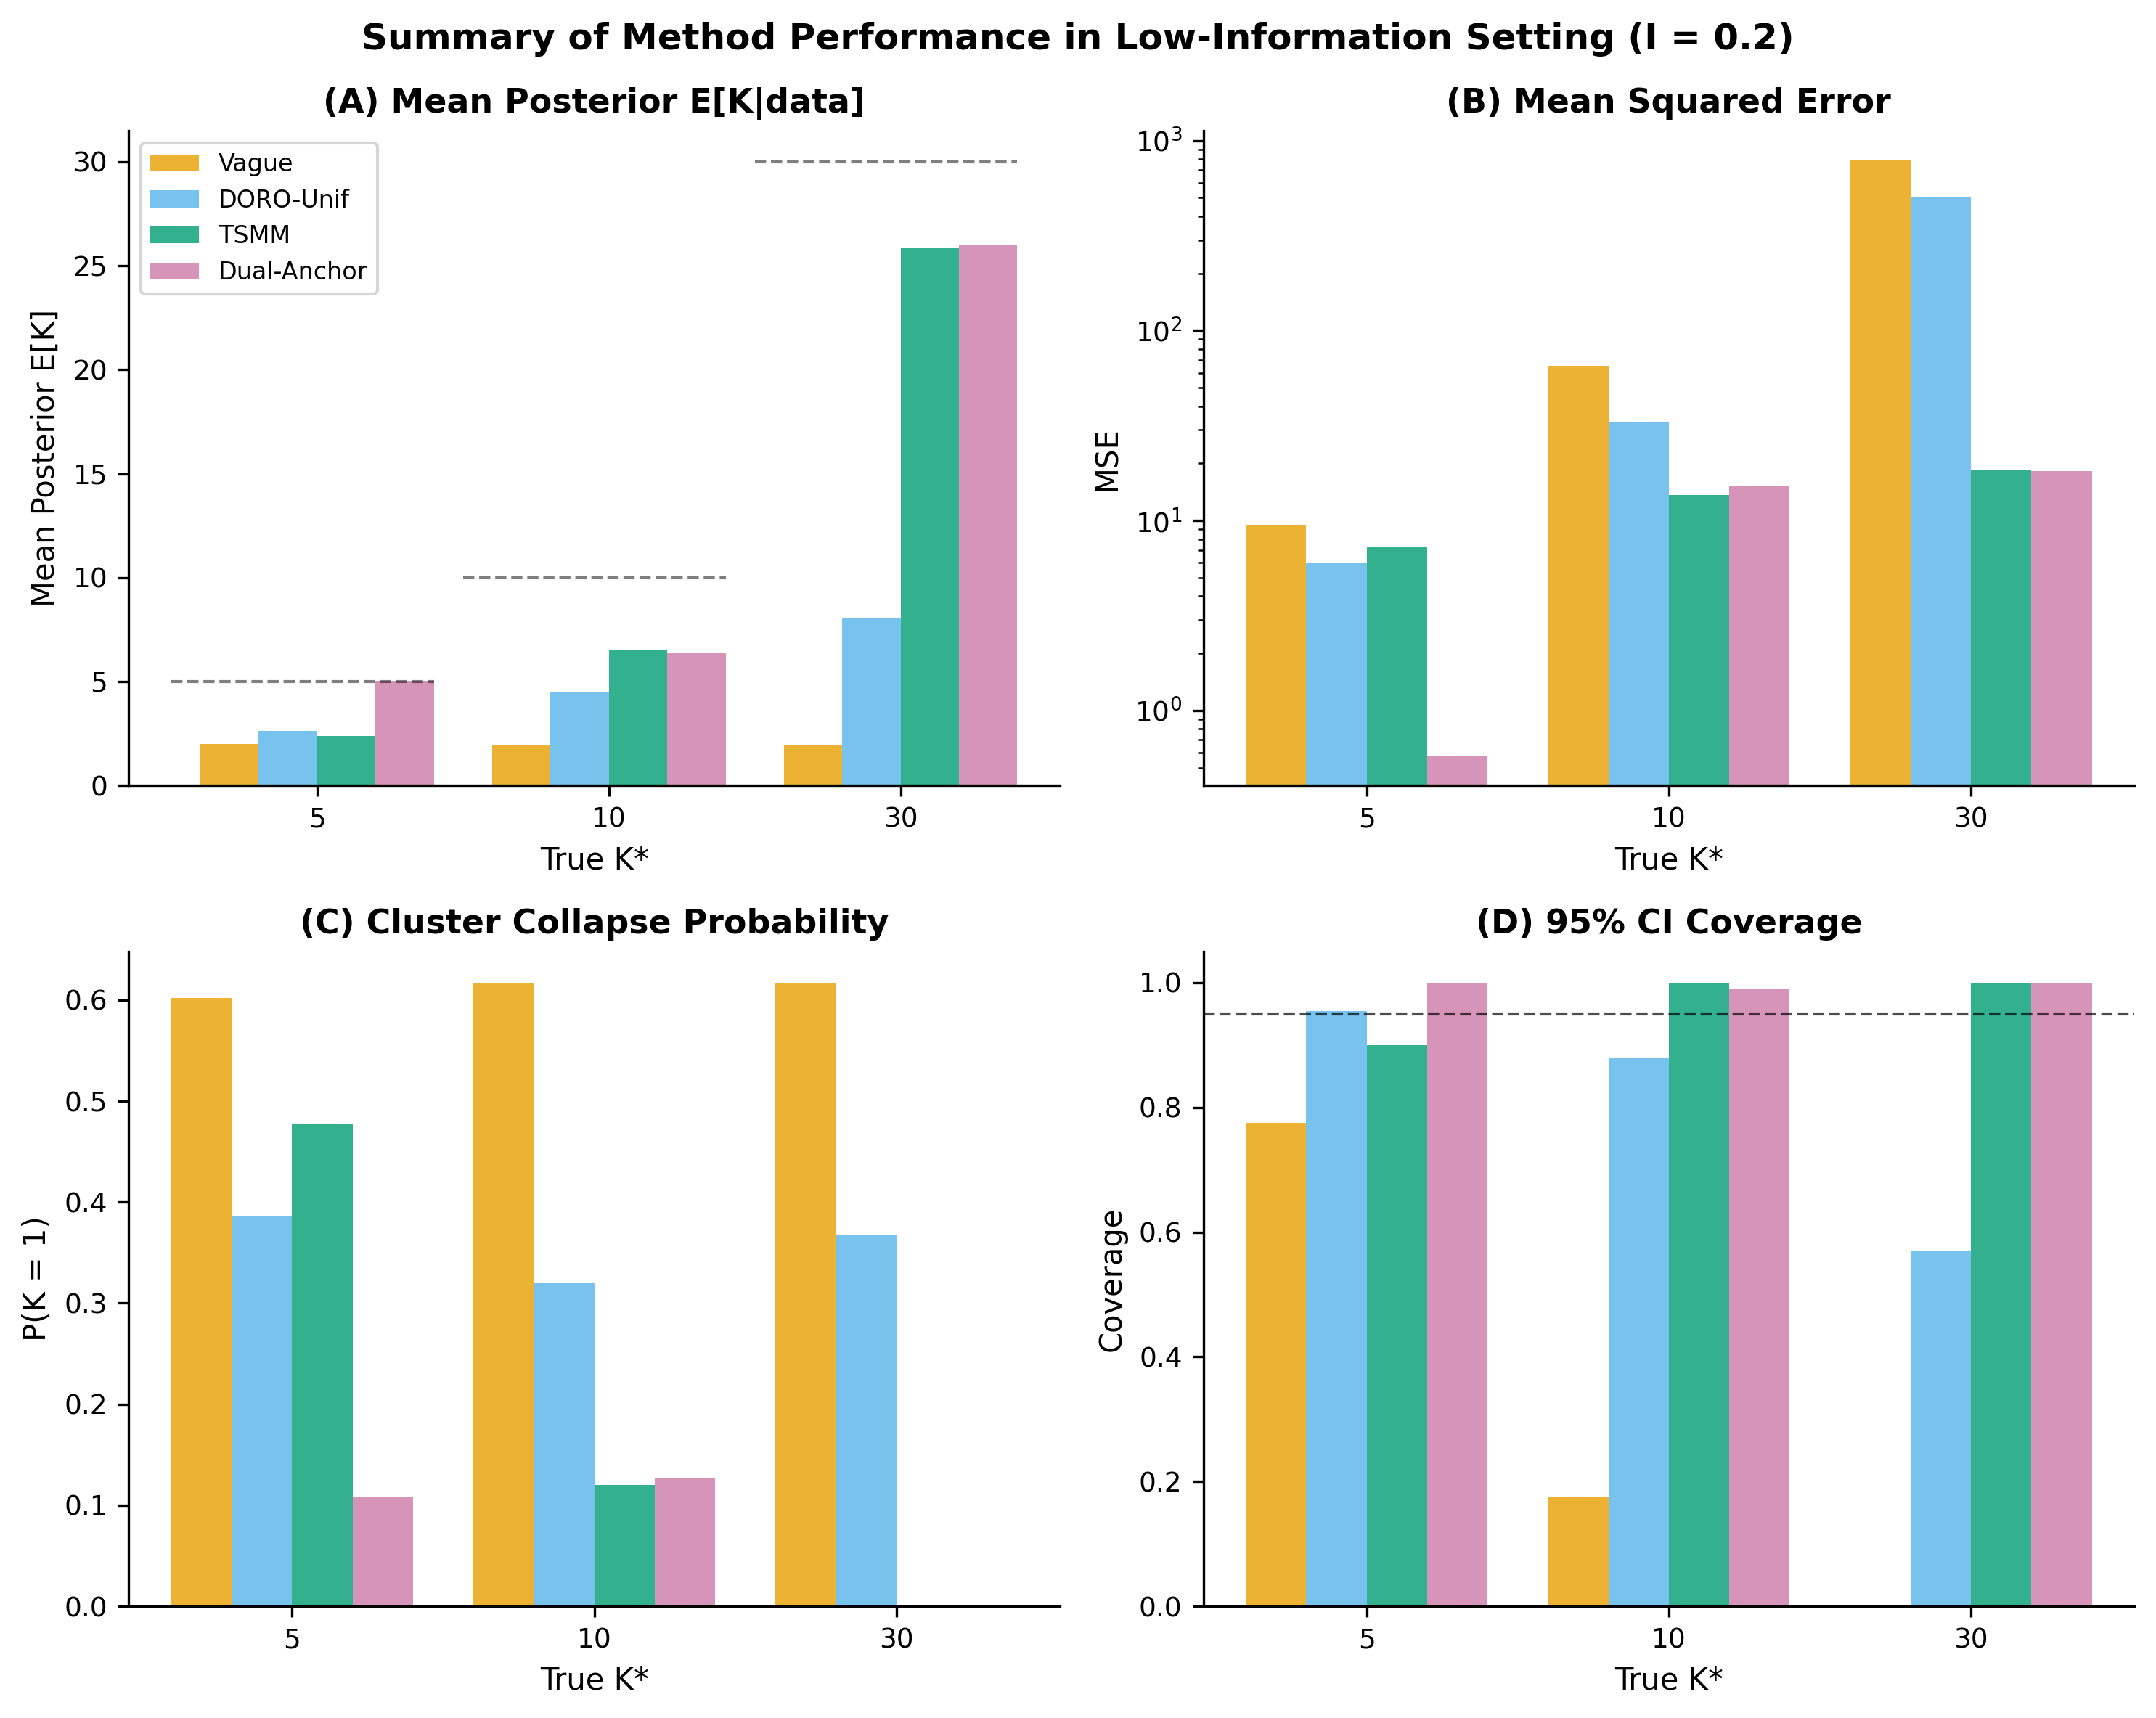 Summary of Method Performance in Low-Information Setting (I = 0.2)
(A) Mean Posterior E[K|data]
Mean Posterior E[K]
30
25
20
15
10
5
0
Vague
DORO-Unif
TSMM
Dual-Anchor
5 10 30
True K*
(B) Mean Squared Error
MSE
10³
10²
10¹
10⁰
5 10 30
True K*
(C) Cluster Collapse Probability
P(K = 1)
0.6
0.5
0.4
0.3
0.2
0.1
0.0
5 10 30
True K*
(D) 95% CI Coverage
Coverage
1.0
0.8
0.6
0.4
0.2
0.0
5 10 30
True K*